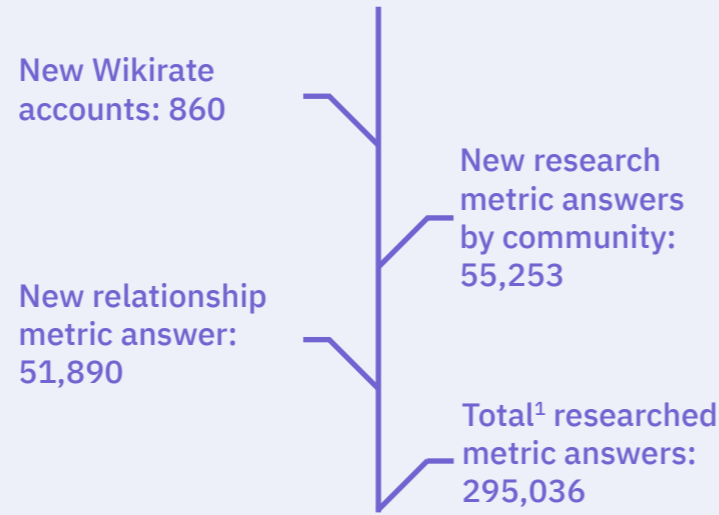 New Wikirate
accounts: 860
New research
metric answers
by community:
55,253
New relationship
metric answer:
51,890
Total¹ researched
metric answers:
295,036